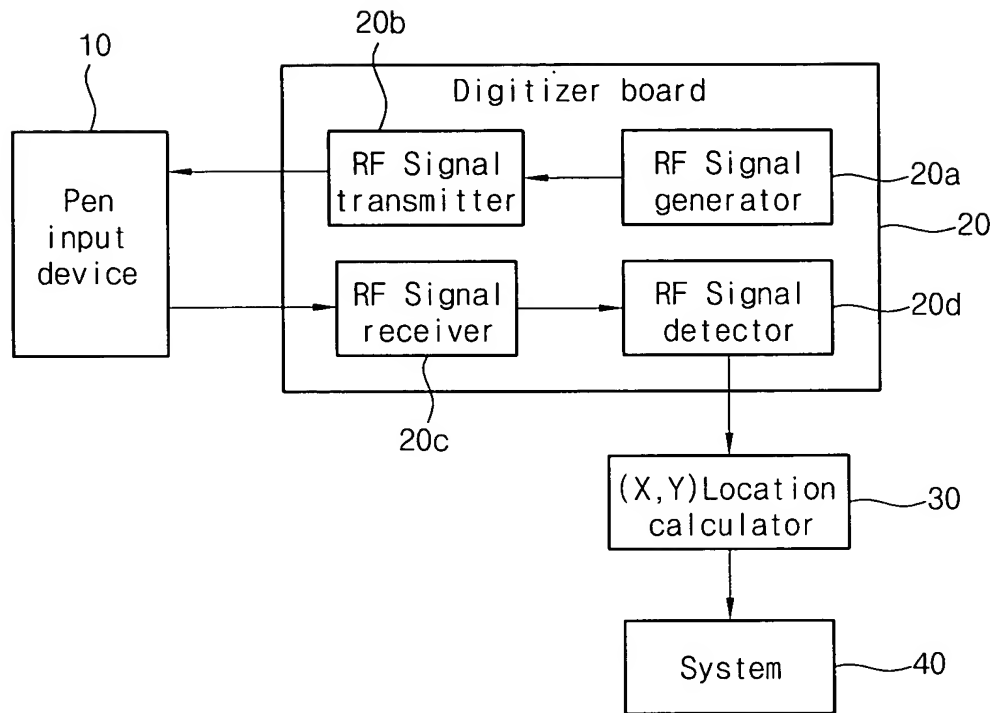 20b
10
Digitizer board
RF Signal
transmitter
RF Signal
generator
20a
20
Pen
input
device
RF Signal
receiver
RF Signal
detector
20d
20c
(X,Y)Location
calculator
30
System
40